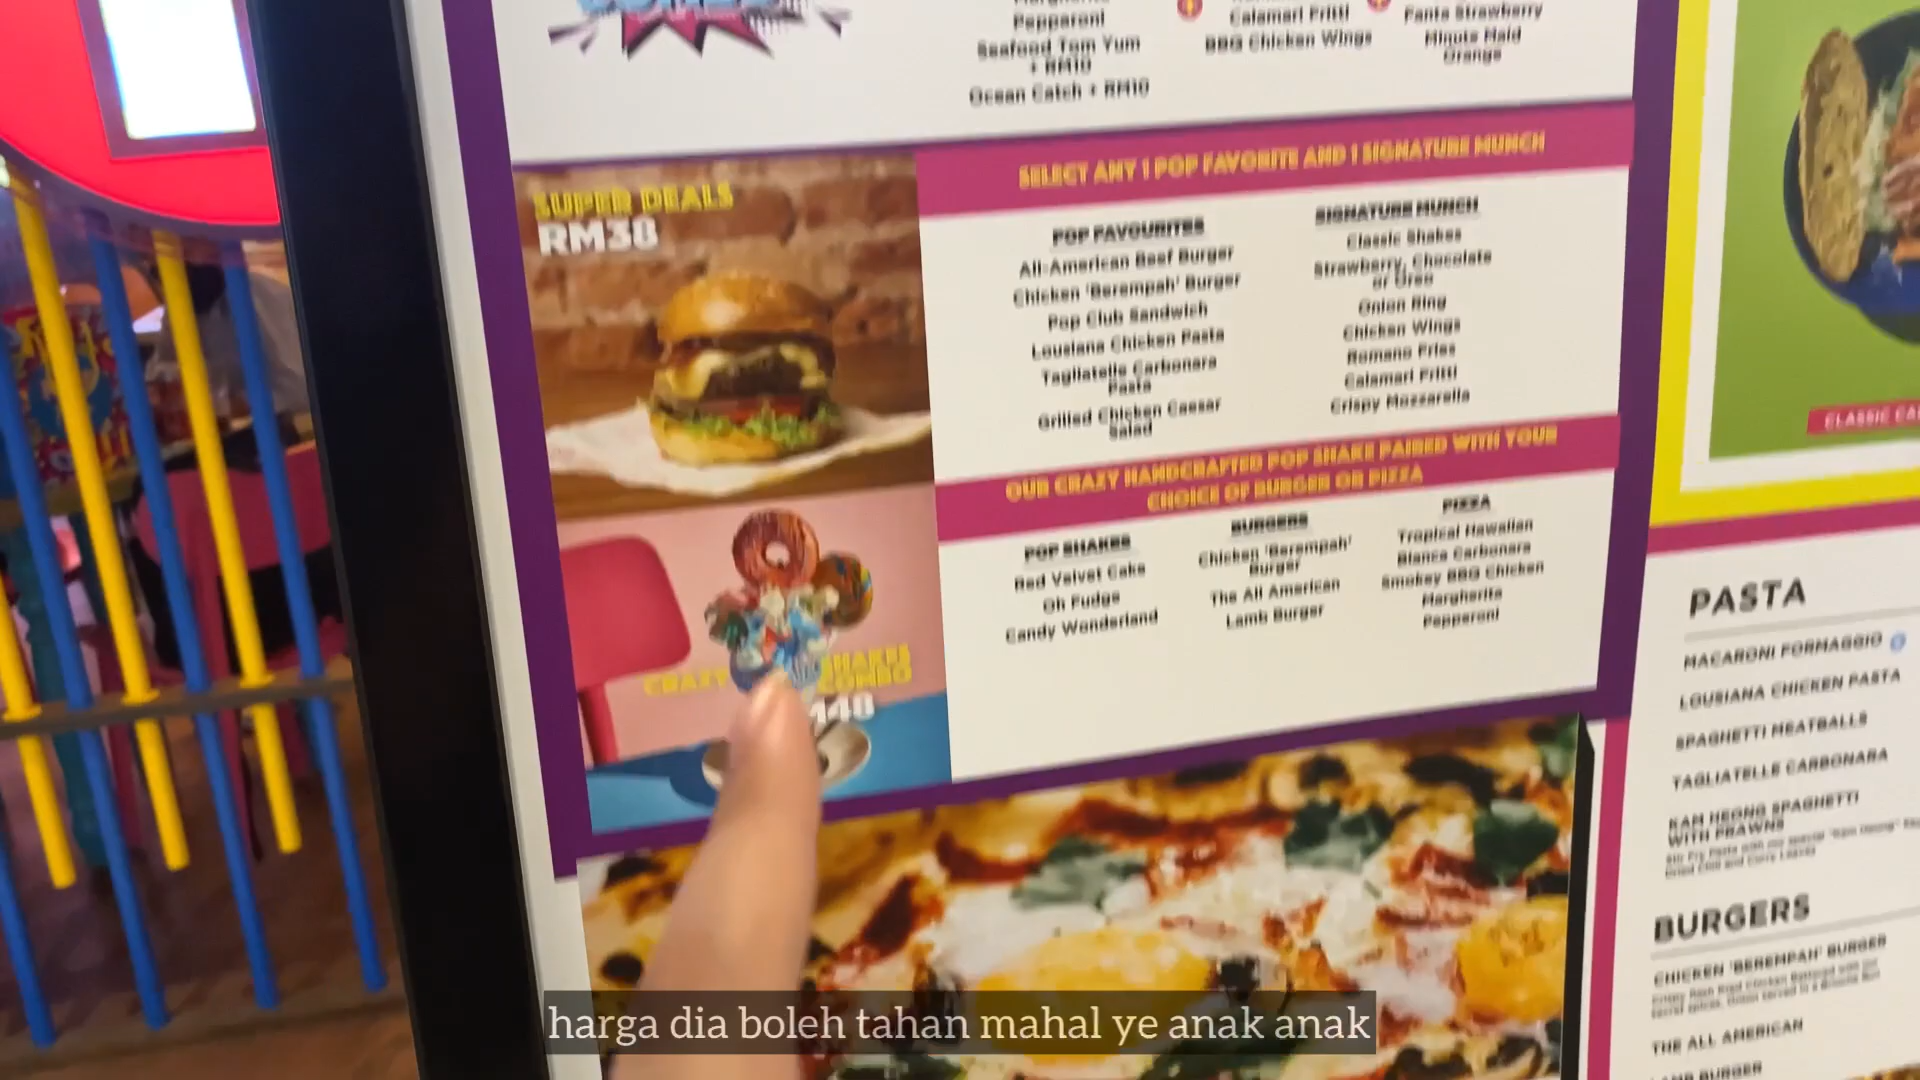 Pepperoni
Seafood Tom Yum
+ RM10
Ocean Catch + RM10
Calamari Fritti
BBG Chicken Wings
Fanta Strawberry
Minute Maid
Orange
SUPER DEALS
RM38
SELECT ANY 1 POP FAVORITE AND 1 SIGNATURE MUNCH
POP FAVOURITES
All-American Beef Burger
Chicken 'Berempah' Burger
Pop Club Sandwich
Lousiana Chicken Pasta
Tagliatelle Carbonara
Pasta
Grilled Chicken Caesar
Salad
SIGNATURE MUNCH
Classic Shakes
Strawberry, Chocolate
or Oreo
Onion Ring
Chicken Wings
Romano Fries
Calamari Fritti
Crispy Mozzarella
OUR CRAZY HANDCRAFTED POP SHAKE PAIRED WITH YOUR
CHOICE OF BURGER OR PIZZA
POP SHAKES
Red Velvet Cake
Oh Fudge
Candy Wonderland
BURGERS
Chicken 'Berempah'
Burger
The All American
Lamb Burger
PIZZA
Tropical Hawaiian
Bianca Carbonara
Smokey BBQ Chicken
Margherita
Pepperoni
CRAZY SHAKES
COMBO
48
CLASSIC
PASTA
MACARONI FORMAGGIO
LOUSIANA CHICKEN PASTA
SPAGHETTI MEATBALLS
TAGLIATELLE CARBONARA
KAM HEONG SPAGHETTI
WITH PRAWNS
BURGERS
CHICKEN 'BEREMPAH' BURGER
THE ALL AMERICAN
LAMB BURGER
harga dia boleh tahan mahal ye anak anak